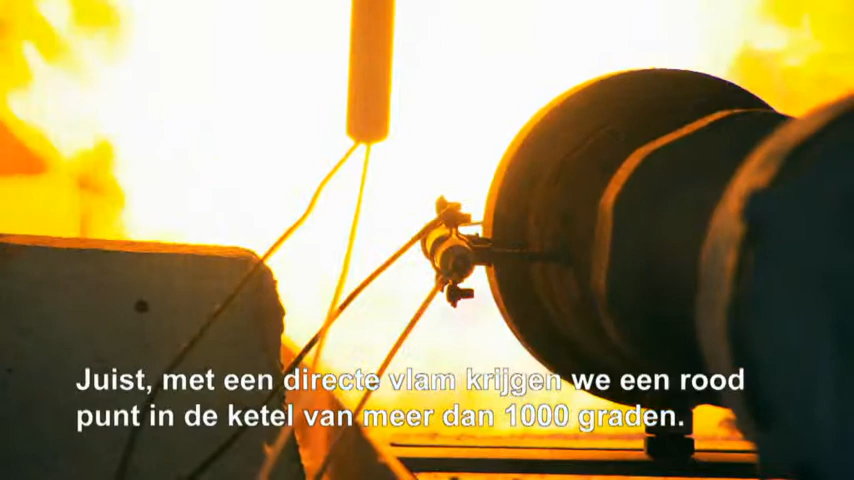 Juist, met een directe vlam krijgen we een rood
punt in de ketel van meer dan 1000 graden.